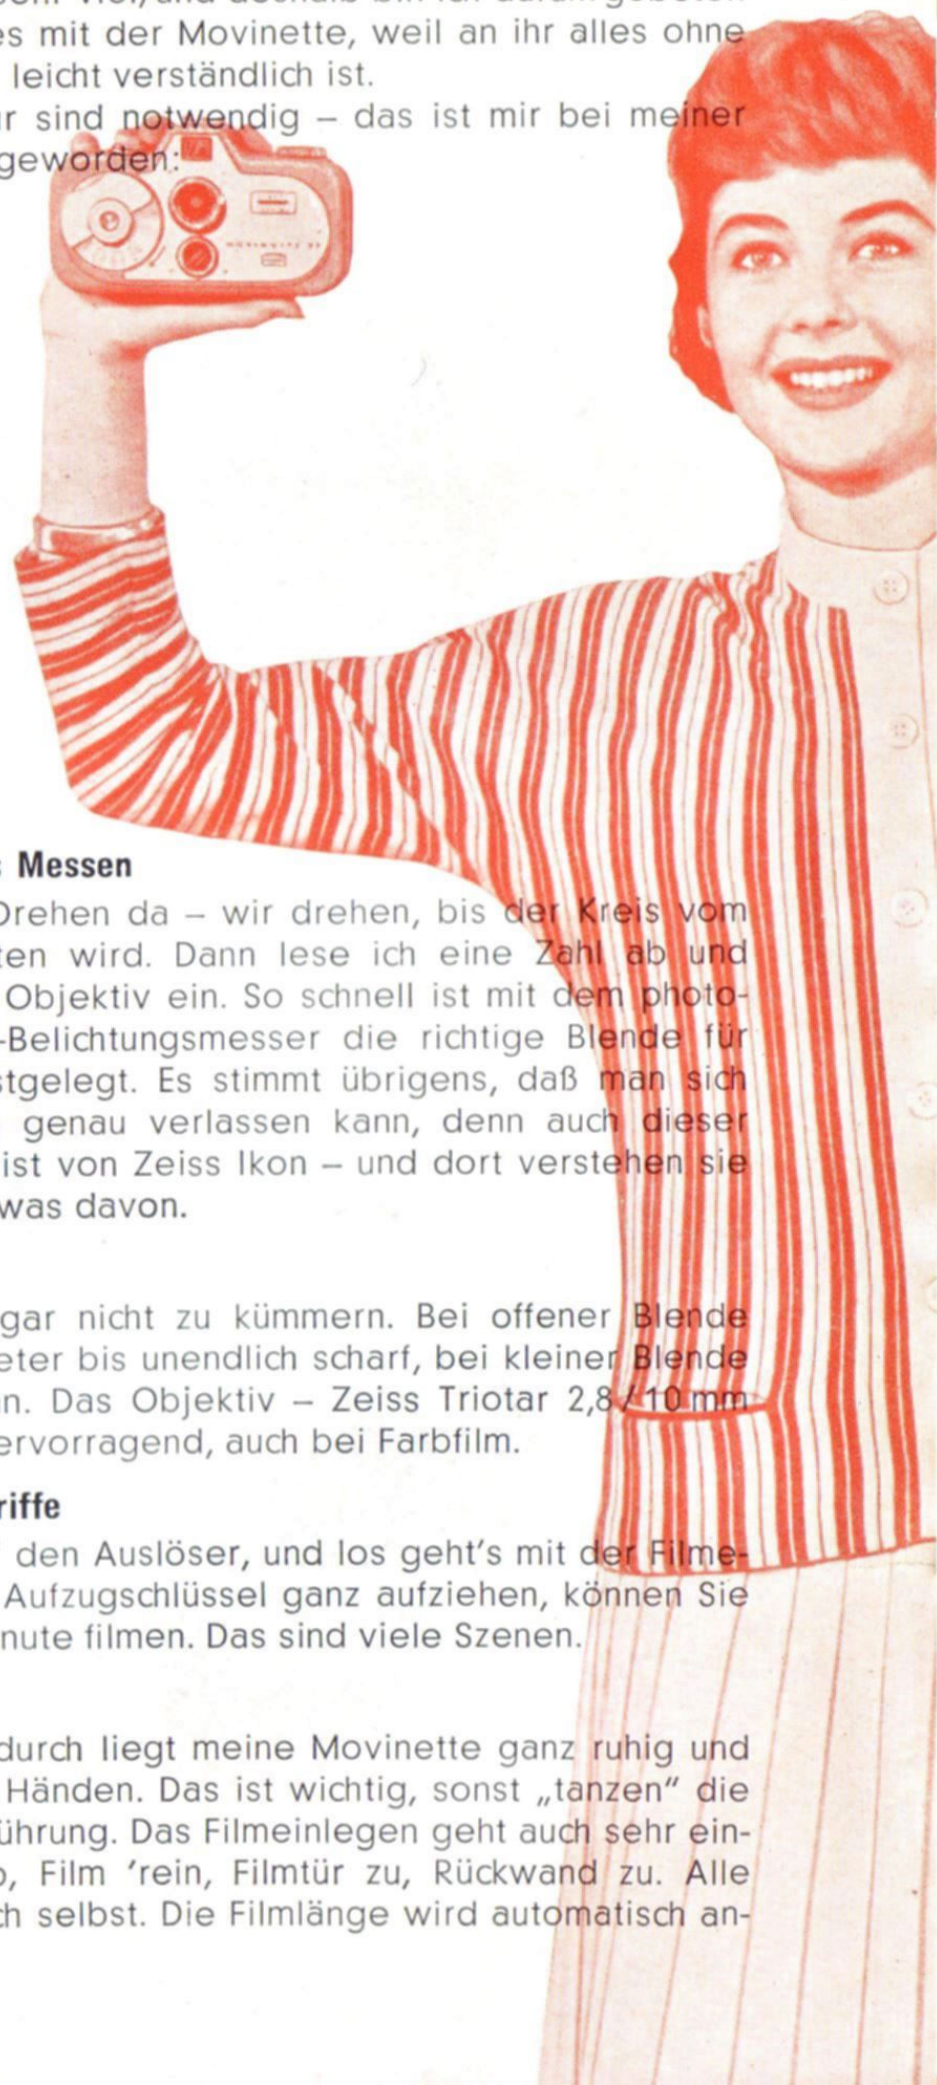 es mit der Movinette, weil an ihr alles ohne
leicht verständlich ist.
sind notwendig – das ist mir bei meiner
geworden:
Messen
Drehen da – wir drehen, bis der Kreis vom
ten wird. Dann lese ich eine Zahl ab und
Objektiv ein. So schnell ist mit dem photo-
-Belichtungsmesser die richtige Blende für
stgelegt. Es stimmt übrigens, daß man sich
genau verlassen kann, denn auch dieser
ist von Zeiss Ikon – und dort verstehen sie
was davon.
gar nicht zu kümmern. Bei offener Blende
eter bis unendlich scharf, bei kleiner Blende
n. Das Objektiv – Zeiss Triotar 2,8/10 mm
ervorragend, auch bei Farbfilm.
riffe
den Auslöser, und los geht's mit der Filme-
Aufzugschlüssel ganz aufziehen, können Sie
nute filmen. Das sind viele Szenen.
durch liegt meine Movinette ganz ruhig und
Händen. Das ist wichtig, sonst „tanzen" die
ührung. Das Filmeinlegen geht auch sehr ein-
, Film 'rein, Filmtür zu, Rückwand zu. Alle
ch selbst. Die Filmlänge wird automatisch an-